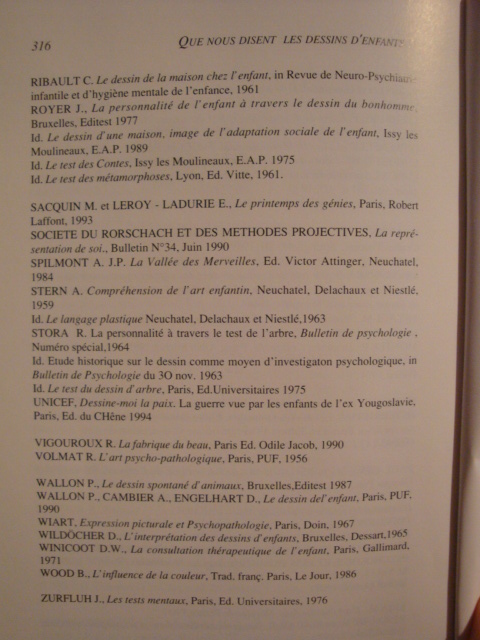 316 QUE NOUS DISENT LES DESSINS D'ENFANTS
RIBAULT C. Le dessin de la maison chez l'enfant, in Revue de Neuro-Psychiatrie
infantile et d'hygiène mentale de l'enfance, 1961
ROYER J., La personnalité de l'enfant à travers le dessin du bonhomme,
Bruxelles, Editest 1977
Id. Le dessin d'une maison, image de l'adaptation sociale de l'enfant, Issy les
Moulineaux, E.A.P. 1989
Id. Le test des Contes, Issy les Moulineaux, E.A.P. 1975
Id. Le test des métamorphoses, Lyon, Ed. Vitte, 1961.
SACQUIN M. et LEROY - LADURIE E., Le printemps des génies, Paris, Robert
Laffont, 1993
SOCIETE DU RORSCHACH ET DES METHODES PROJECTIVES, La repré-
sentation de soi., Bulletin N°34, Juin 1990
SPILMONT A. J.P. La Vallée des Merveilles, Ed. Victor Attinger, Neuchatel,
1984
STERN A. Compréhension de l'art enfantin, Neuchatel, Delachaux et Niestlé,
1959
Id. Le langage plastique Neuchatel, Delachaux et Niestlé,1963
STORA R. La personnalité à travers le test de l'arbre, Bulletin de psychologie .
Numéro spécial,1964
Id. Etude historique sur le dessin comme moyen d'investigaton psychologique, in
Bulletin de Psychologie du 3O nov. 1963
Id. Le test du dessin d'arbre, Paris, Ed.Universitaires 1975
UNICEF, Dessine-moi la paix. La guerre vue par les enfants de l'ex Yougoslavie,
Paris, Ed. du CHêne 1994
VIGOUROUX R. La fabrique du beau, Paris Ed. Odile Jacob, 1990
VOLMAT R. L'art psycho-pathologique, Paris, PUF, 1956
WALLON P., Le dessin spontané d'animaux, Bruxelles,Editest 1987
WALLON P., CAMBIER A., ENGELHART D., Le dessin del'enfant, Paris, PUF,
1990
WIART, Expression picturale et Psychopathologie, Paris, Doin, 1967
WILDÖCHER D., L'interprétation des dessins d'enfants, Bruxelles, Dessart,1965
WINICOOT D.W., La consultation thérapeutique de l'enfant, Paris, Gallimard,
1971
WOOD B., L'influence de la couleur, Trad. franç. Paris, Le Jour, 1986
ZURFLUH J., Les tests mentaux, Paris, Ed. Universitaires, 1976